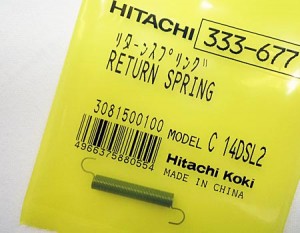 HITACHI 333-677
リターンスプリング
RETURN SPRING
3081500100
MODEL C 14DSL2
4966375880554
Hitachi Koki
MADE IN CHINA